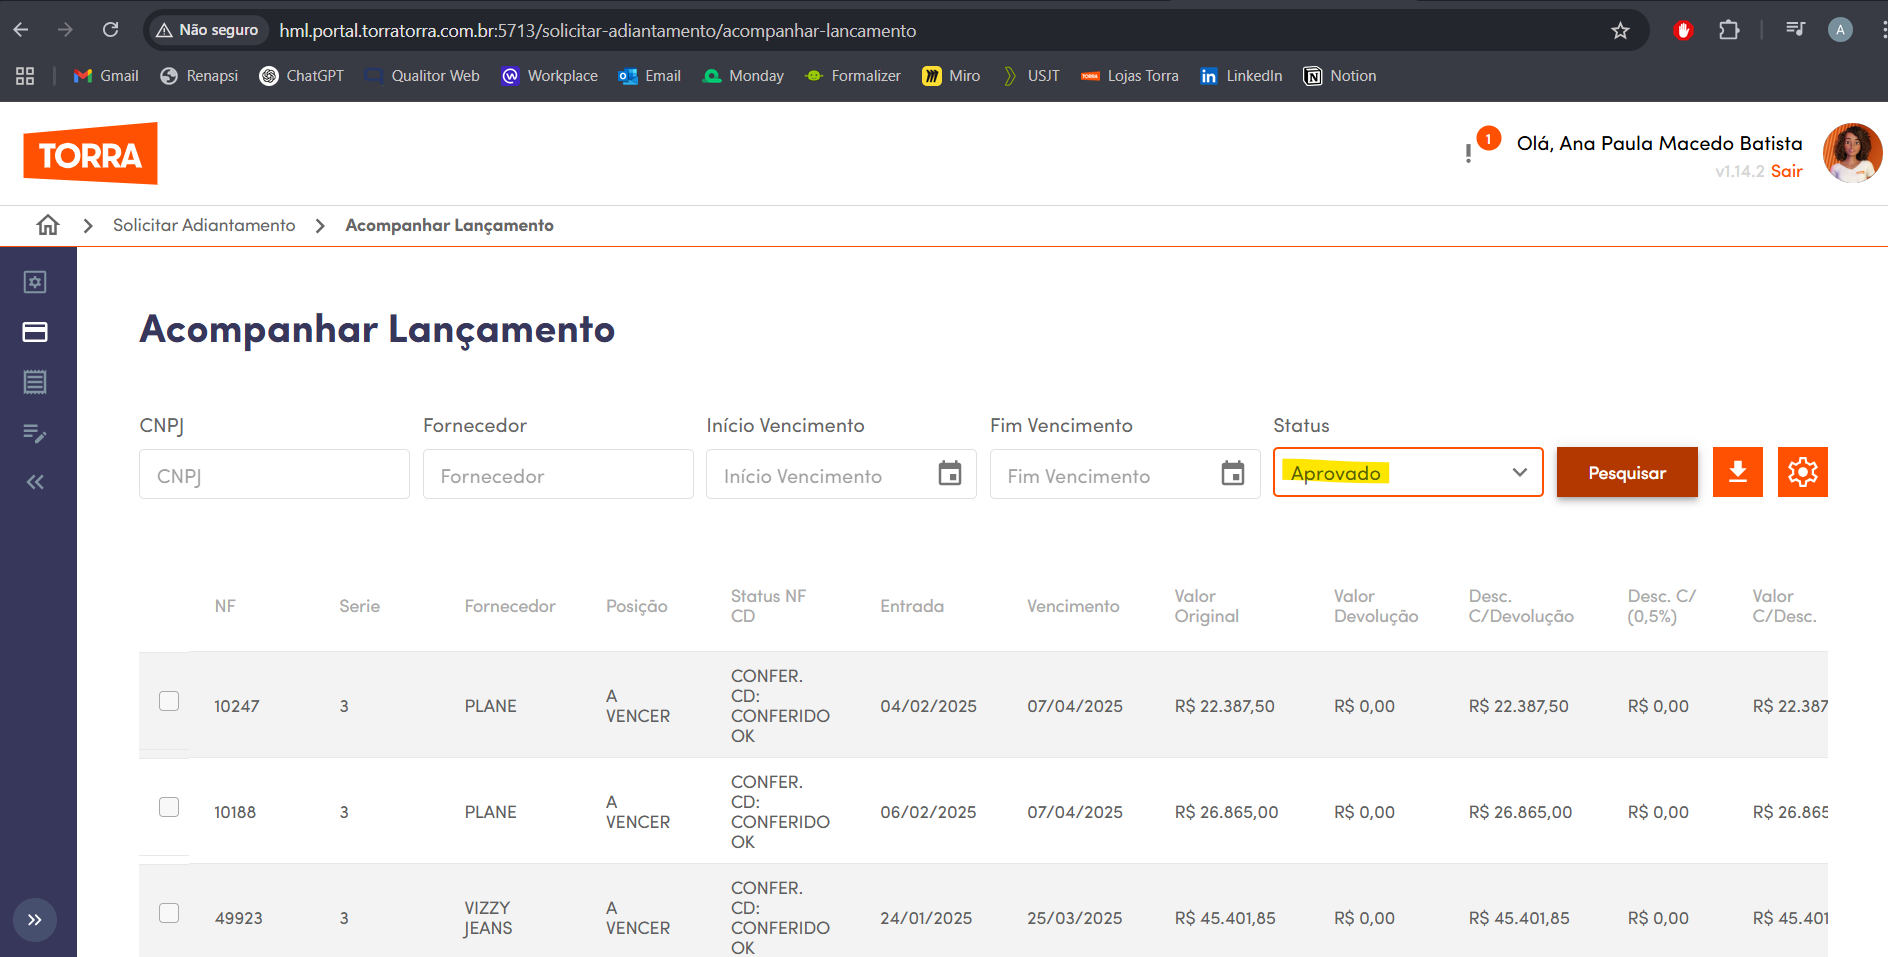 Não seguro
hml.portal.torratorra.com.br:5713/solicitar-adiantamento/acompanhar-lancamento
A
Gmail
Renapsi
ChatGPT
Qualitor Web
Workplace
Email
Monday
Formalizer
Miro
USJT
Lojas Torra
LinkedIn
Notion
TORRA
1
Olá, Ana Paula Macedo Batista
v1.14.2 Sair
Solicitar Adiantamento
Acompanhar Lançamento
Acompanhar Lançamento
CNPJ Fornecedor Início Vencimento Fim Vencimento Status
CNPJ Fornecedor Início Vencimento Fim Vencimento Aprovado Pesquisar
NF Serie Fornecedor Posição Status NF CD Entrada Vencimento Valor Original Valor Devolução Desc. C/Devolução Desc. C/ (0,5%) Valor C/Desc.
10247 3 PLANE A VENCER CONFER. CD: CONFERIDO OK 04/02/2025 07/04/2025 R$ 22.387,50 R$ 0,00 R$ 22.387,50 R$ 0,00 R$ 22.387
10188 3 PLANE A VENCER CONFER. CD: CONFERIDO OK 06/02/2025 07/04/2025 R$ 26.865,00 R$ 0,00 R$ 26.865,00 R$ 0,00 R$ 26.865
49923 3 VIZZY JEANS A VENCER CONFER. CD: CONFERIDO OK 24/01/2025 25/03/2025 R$ 45.401,85 R$ 0,00 R$ 45.401,85 R$ 0,00 R$ 45.401